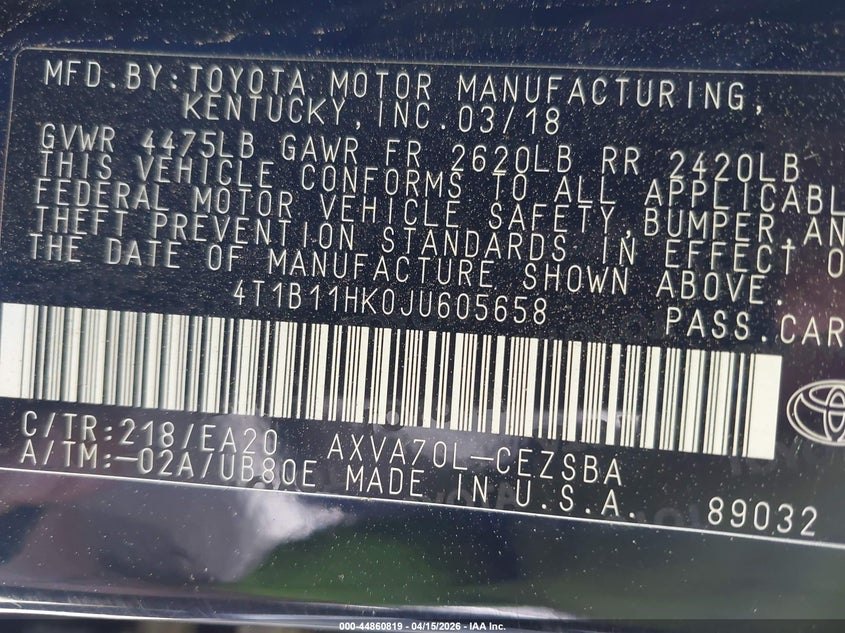 MFD.BY:TOYOTA MOTOR MANUFACTURING,
KENTUCKY,INC.03/18
GVWR 4475LB GAWR FR 2620LB RR 2420LB
THIS VEHICLE CONFORMS TO ALL APPLICABL
FEDERAL MOTOR VEHICLE SAFETY,BUMPER,AN
THEFT PREVENTION STANDARDS IN EFFECT O
THE DATE OF MANUFACTURE SHOWN ABOVE.
4T1B11HK0JU605658 PASS.CAR
C/TR:218/EA20 AXVA70L-CEZSBA
A/TM:-02A/UB80E MADE IN U.S.A. 89032
000-44860819 - 04/15/2026 - IAA Inc.